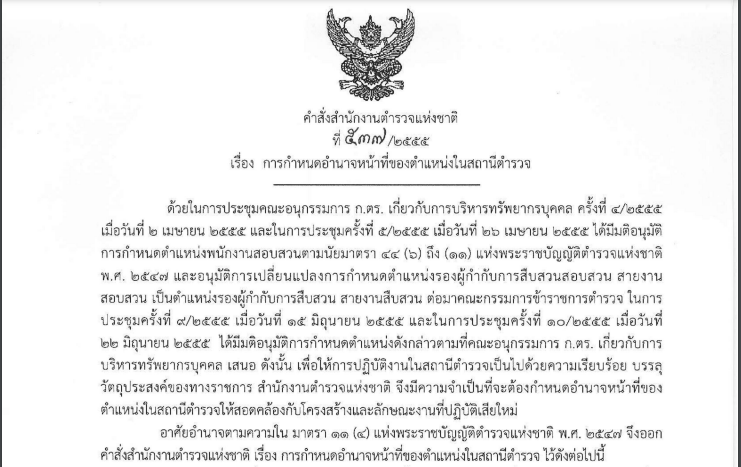 คำสั่งสำนักงานตำรวจแห่งชาติ
ที่ ๕๓๗/๒๕๕๕
เรื่อง การกำหนดอำนาจหน้าที่ของตำแหน่งในสถานีตำรวจ
ด้วยในการประชุมคณะอนุกรรมการ ก.ตร. เกี่ยวกับการบริหารทรัพยากรบุคคล ครั้งที่ ๔/๒๕๕๕
เมื่อวันที่ ๒ เมษายน ๒๕๕๕ และในการประชุมครั้งที่ ๕/๒๕๕๕ เมื่อวันที่ ๒๖ เมษายน ๒๕๕๕ ได้มีมติอนุมัติ
การกำหนดตำแหน่งพนักงานสอบสวนตามนัยมาตรา ๔๔ (๖) ถึง (๑๑) แห่งพระราชบัญญัติตำรวจแห่งชาติ
พ.ศ. ๒๕๔๗ และอนุมัติการเปลี่ยนแปลงการกำหนดตำแหน่งรองผู้กำกับการสืบสวนสอบสวน สายงาน
สอบสวน เป็นตำแหน่งรองผู้กำกับการสืบสวน สายงานสืบสวน ต่อมาคณะกรรมการข้าราชการตำรวจ ในการ
ประชุมครั้งที่ ๙/๒๕๕๕ เมื่อวันที่ ๑๕ มิถุนายน ๒๕๕๕ และในการประชุมครั้งที่ ๑๐/๒๕๕๕ เมื่อวันที่
๒๒ มิถุนายน ๒๕๕๕ ได้มีมติอนุมัติการกำหนดตำแหน่งดังกล่าวตามที่คณะอนุกรรมการ ก.ตร. เกี่ยวกับการ
บริหารทรัพยากรบุคคล เสนอ ดังนั้น เพื่อให้การปฏิบัติงานในสถานีตำรวจเป็นไปด้วยความเรียบร้อย บรรลุ
วัตถุประสงค์ของทางราชการ สำนักงานตำรวจแห่งชาติ จึงมีความจำเป็นที่จะต้องกำหนดอำนาจหน้าที่ของ
ตำแหน่งในสถานีตำรวจให้สอดคล้องกับโครงสร้างและลักษณะงานที่ปฏิบัติเสียใหม่
อาศัยอำนาจตามความใน มาตรา ๑๑ (๔) แห่งพระราชบัญญัติตำรวจแห่งชาติ พ.ศ. ๒๕๔๗ จึงออก
คำสั่งสำนักงานตำรวจแห่งชาติ เรื่อง การกำหนดอำนาจหน้าที่ของตำแหน่งในสถานีตำรวจ ไว้ดังต่อไปนี้